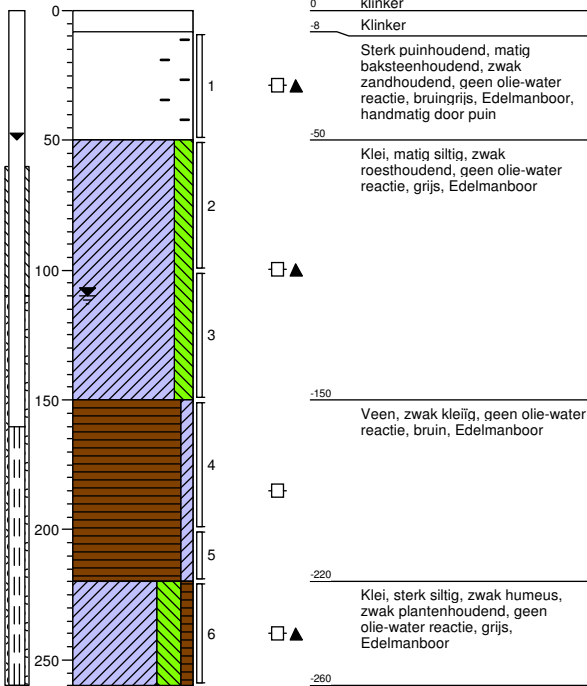 0
50
100
150
200
250
1
2
3
4
5
6
0
klinker
-8
Klinker
Sterk puinhoudend, matig
baksteenhoudend, zwak
zandhoudend, geen olie-water
reactie, bruingrijs, Edelmanboor,
handmatig door puin
-50
Klei, matig siltig, zwak
roesthoudend, geen olie-water
reactie, grijs, Edelmanboor
-150
Veen, zwak kleiïg, geen olie-water
reactie, bruin, Edelmanboor
-220
Klei, sterk siltig, zwak humeus,
zwak plantenhoudend, geen
olie-water reactie, grijs,
Edelmanboor
-260